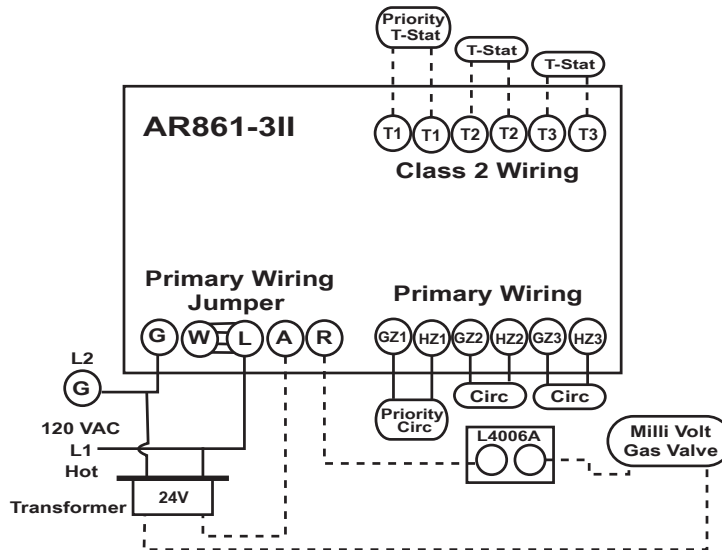 Priority
T-Stat
T-Stat
T-Stat
AR861-3II
T1 T1 T2 T2 T3 T3
Class 2 Wiring
Primary Wiring
Jumper
Primary Wiring
G W L A R
GZ1 HZ1 GZ2 HZ2 GZ3 HZ3
L2
G
Priority
Circ
Circ
Circ
120 VAC
L1
Hot
L4006A
Milli Volt
Gas Valve
Transformer
24V